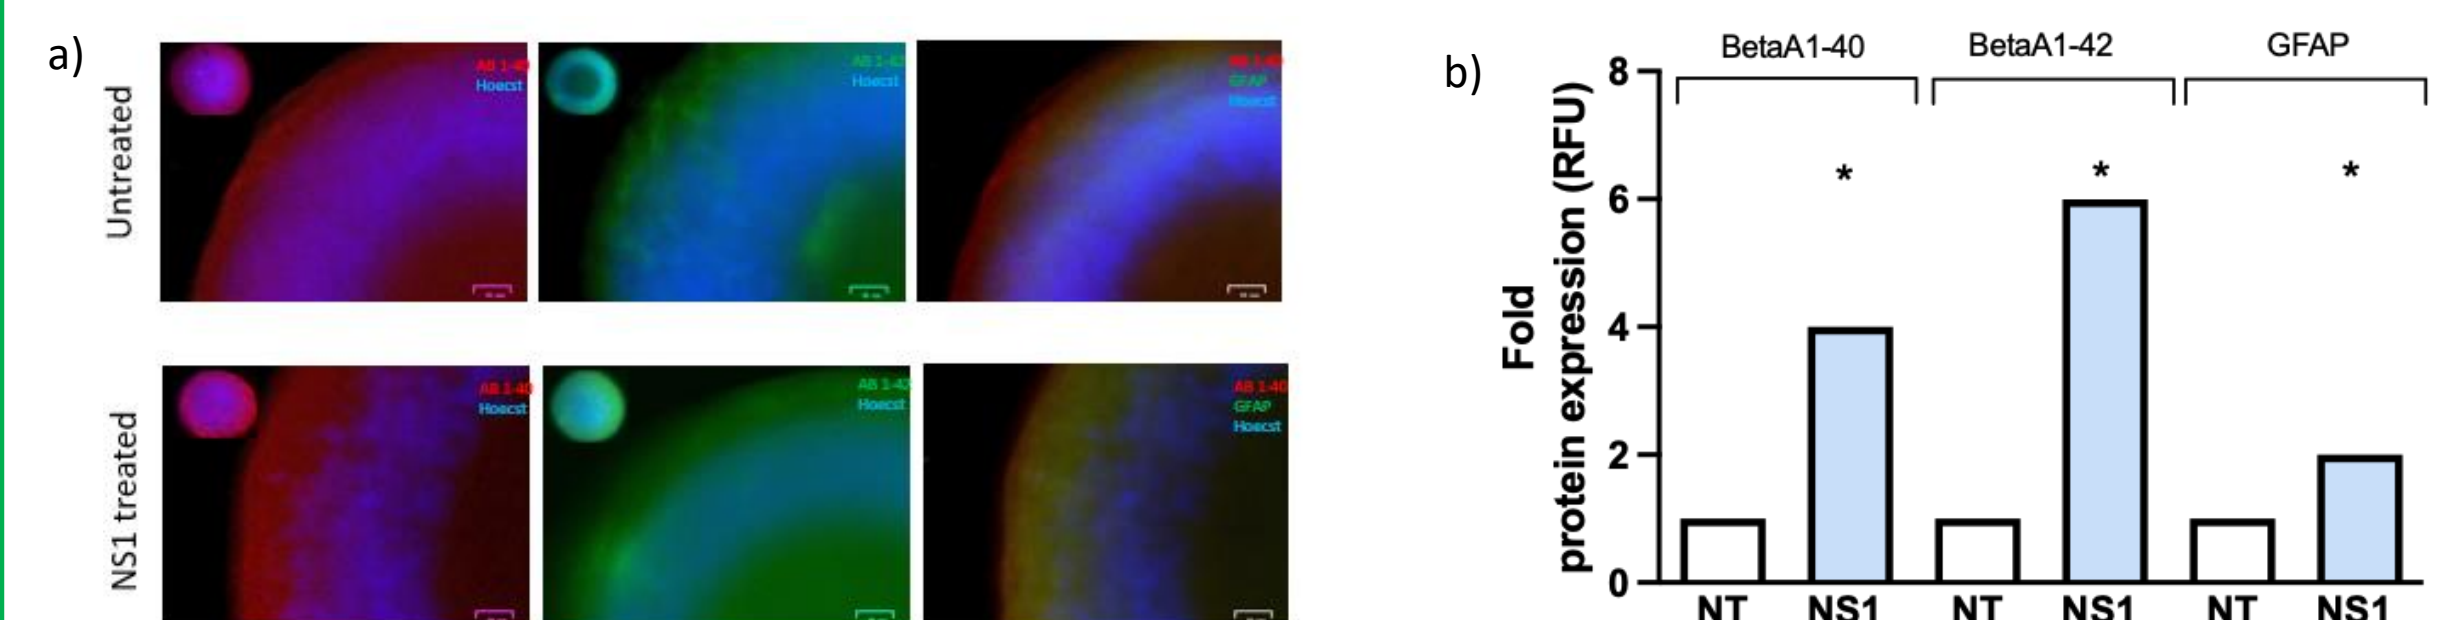 a)
Untreated
AB 1-40
Hoecst
AB 1-42
Hoecst
AB 1-40
GFAP
Hoecst
NS1 treated
AB 1-40
Hoecst
AB 1-42
Hoecst
AB 1-40
GFAP
Hoecst
b)
BetaA1-40 BetaA1-42 GFAP
Fold
protein expression (RFU)
8
* * *
6
4
2
0
NT NS1 NT NS1 NT NS1